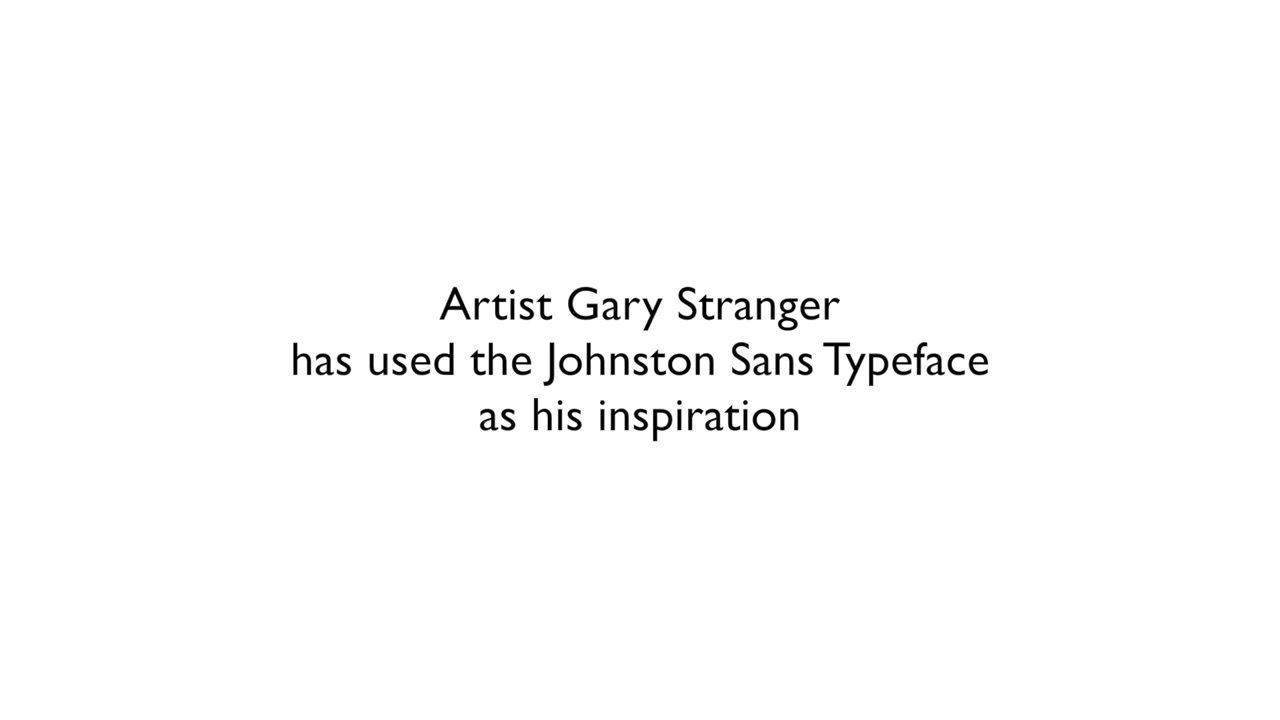 Artist Gary Stranger
has used the Johnston Sans Typeface
as his inspiration